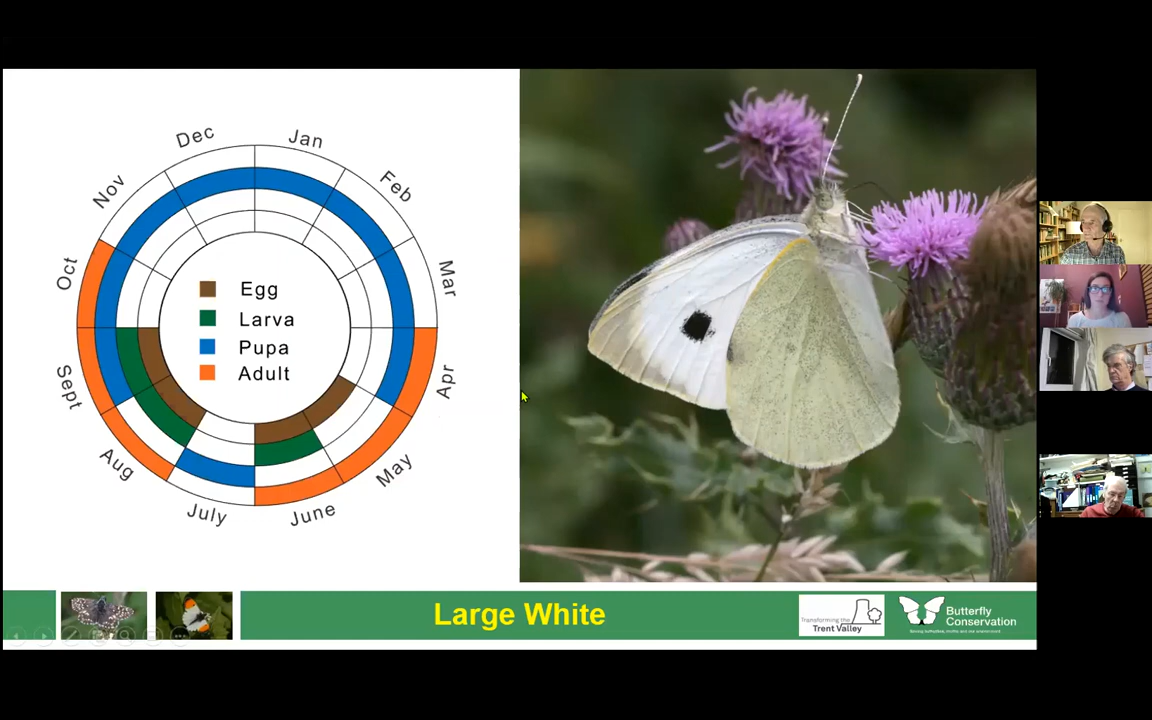 Dec
Jan
Nov
Feb
Oct
Mar
Egg
Larva
Pupa
Adult
Sept
Apr
Aug
May
July
June
Large White
Transforming the
Trent Valley
Butterfly
Conservation